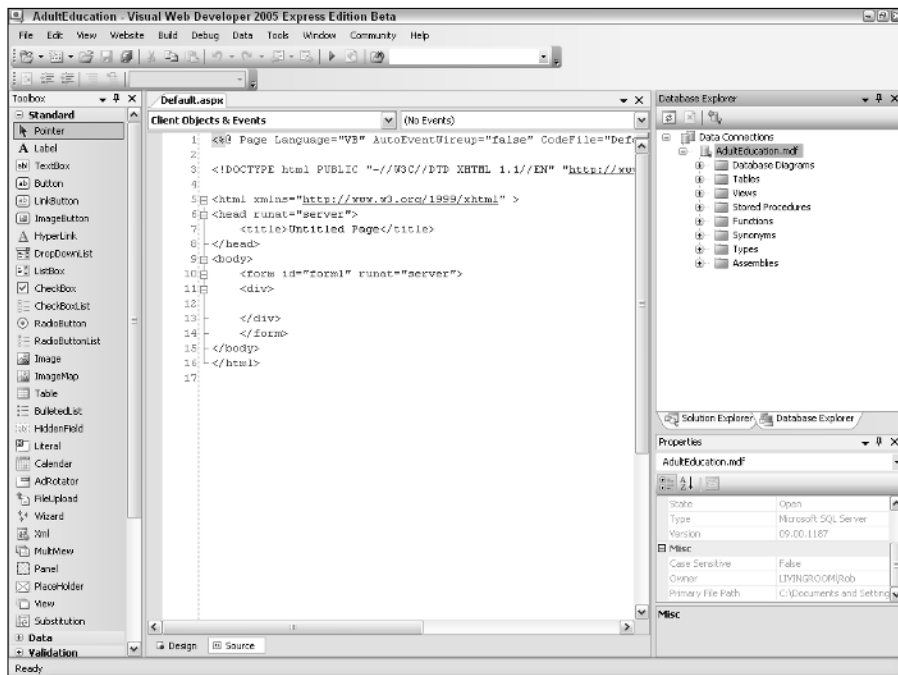 AdultEducation - Visual Web Developer 2005 Express Edition Beta
File Edit View Website Build Debug Data Tools Window Community Help
Toolbox
Standard
Pointer
A Label
abl TextBox
ab Button
ab LinkButton
ImageButton
A HyperLink
DropDownList
ListBox
CheckBox
CheckBoxList
RadioButton
RadioButtonList
Image
ImageMap
Table
BulletedList
HiddenField
Literal
Calendar
AdRotator
FileUpload
Wizard
Xml
MultiView
Panel
PlaceHolder
View
Substitution
Data
Validation
Default.aspx
Client Objects & Events (No Events)
1 <%@ Page Language="VB" AutoEventWireup="false" CodeFile="Defa
2
3 <!DOCTYPE html PUBLIC "-//W3C//DTD XHTML 1.1//EN" "http://ww
4
5 <html xmlns="http://www.w3.org/1999/xhtml" >
6 <head runat="server">
7 <title>Untitled Page</title>
8 </head>
9 <body>
10 <form id="form1" runat="server">
11 <div>
12
13 </div>
14 </form>
15 </body>
16 </html>
17
Design Source
Database Explorer
Data Connections
AdultEducation.mdf
Database Diagrams
Tables
Views
Stored Procedures
Functions
Synonyms
Types
Assemblies
Solution Explorer Database Explorer
Properties
AdultEducation.mdf
State Open
Type Microsoft SQL Server
Version 09.00.1187
Misc
Case Sensitive False
Owner LIVINGROOM\Rob
Primary File Path C:\Documents and Setting
Misc
Ready